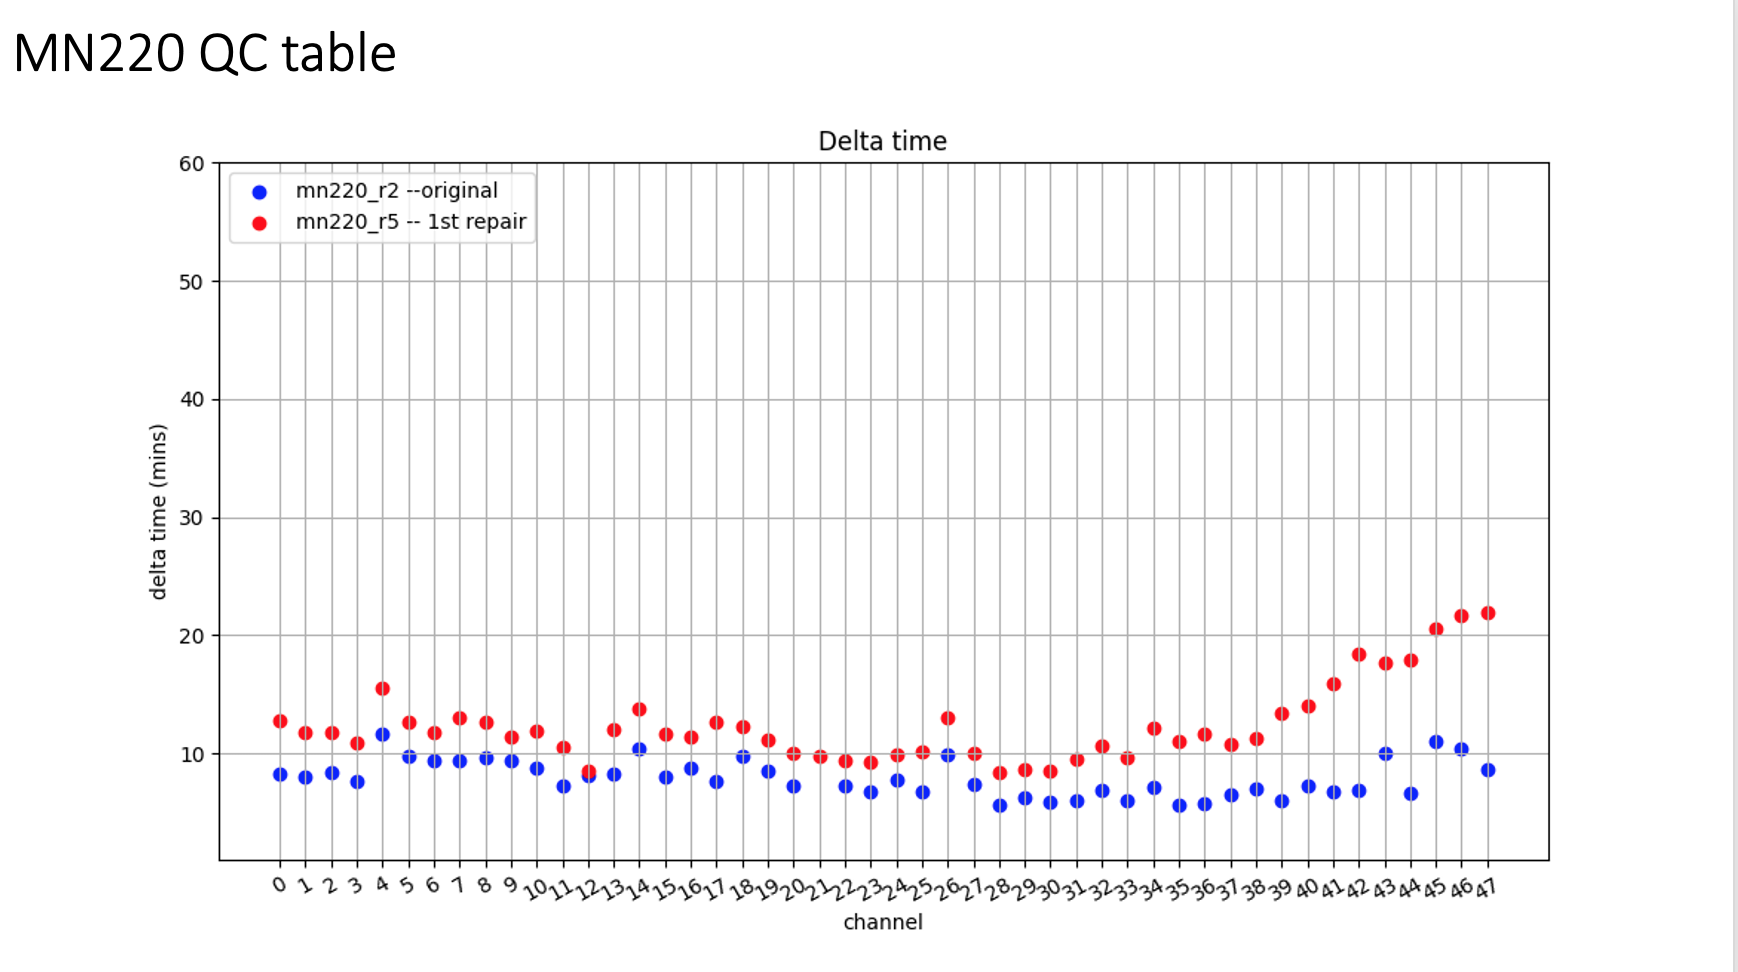 MN220 QC table
Delta time
60
mn220_r2 --original
mn220_r5 -- 1st repair
50
40
30
20
10
delta time (mins)
0 1 2 3 4 5 6 7 8 9 10 11 12 13 14 15 16 17 18 19 20 21 22 23 24 25 26 27 28 29 30 31 32 33 34 35 36 37 38 39 40 41 42 43 44 45 46 47
channel